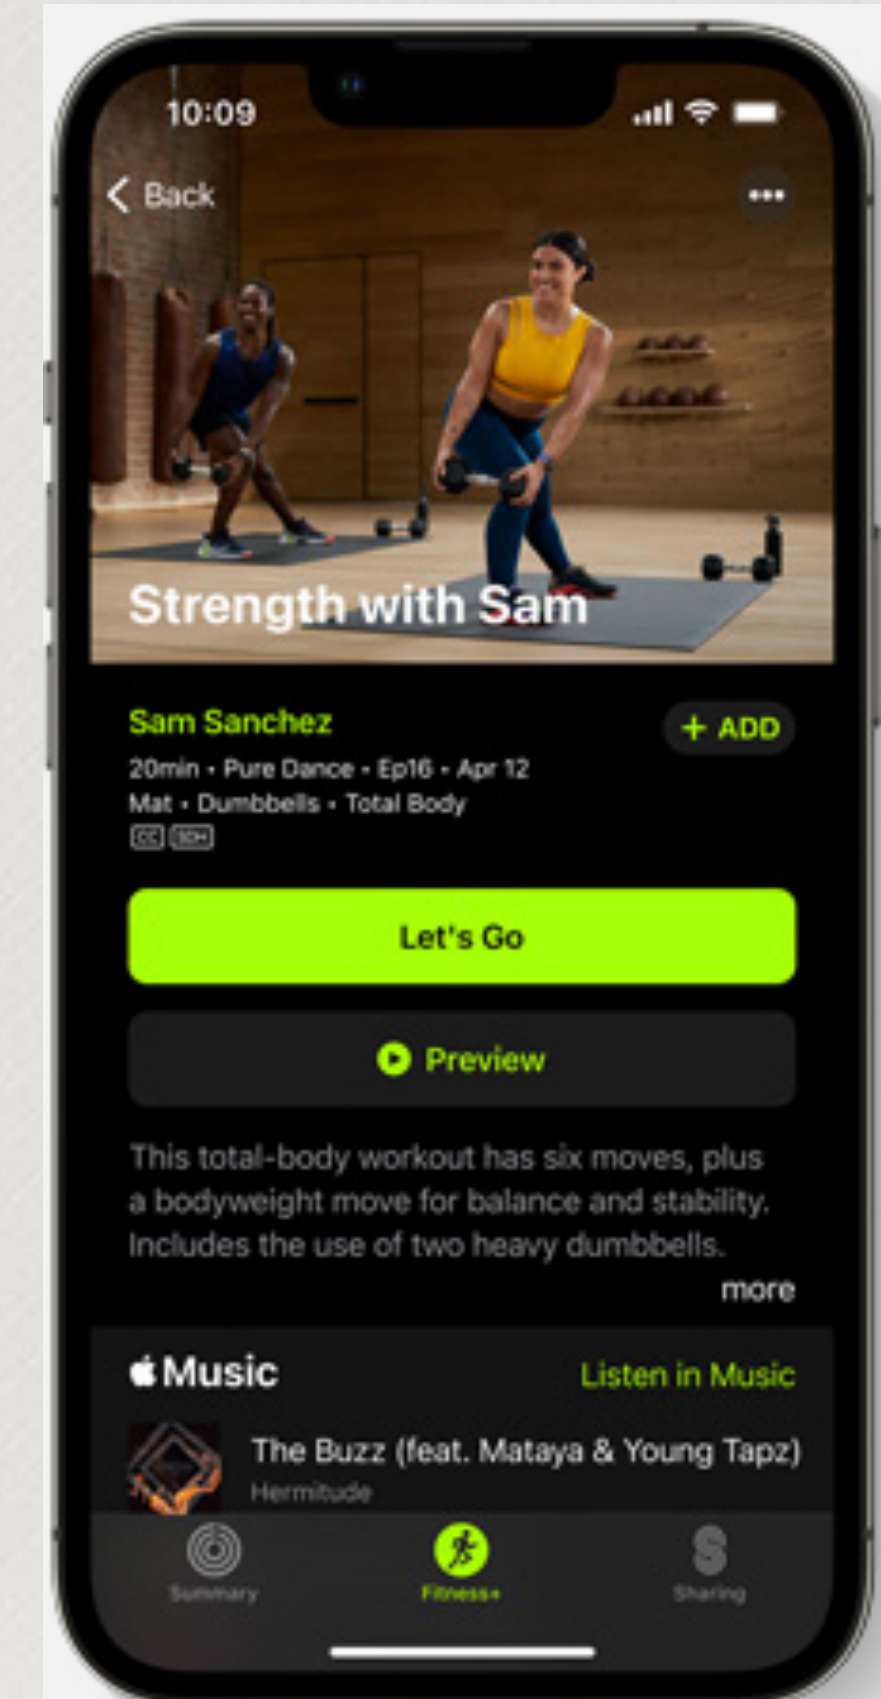 10:09
Back
Strength with Sam
Sam Sanchez
+ ADD
20min • Pure Dance • Ep16 • Apr 12
Mat • Dumbbells • Total Body
CC SDH
Let's Go
Preview
This total-body workout has six moves, plus
a bodyweight move for balance and stability.
Includes the use of two heavy dumbbells.
more
Music
Listen in Music
The Buzz (feat. Mataya & Young Tapz)
Hermitude
Summary
Fitness+
Sharing